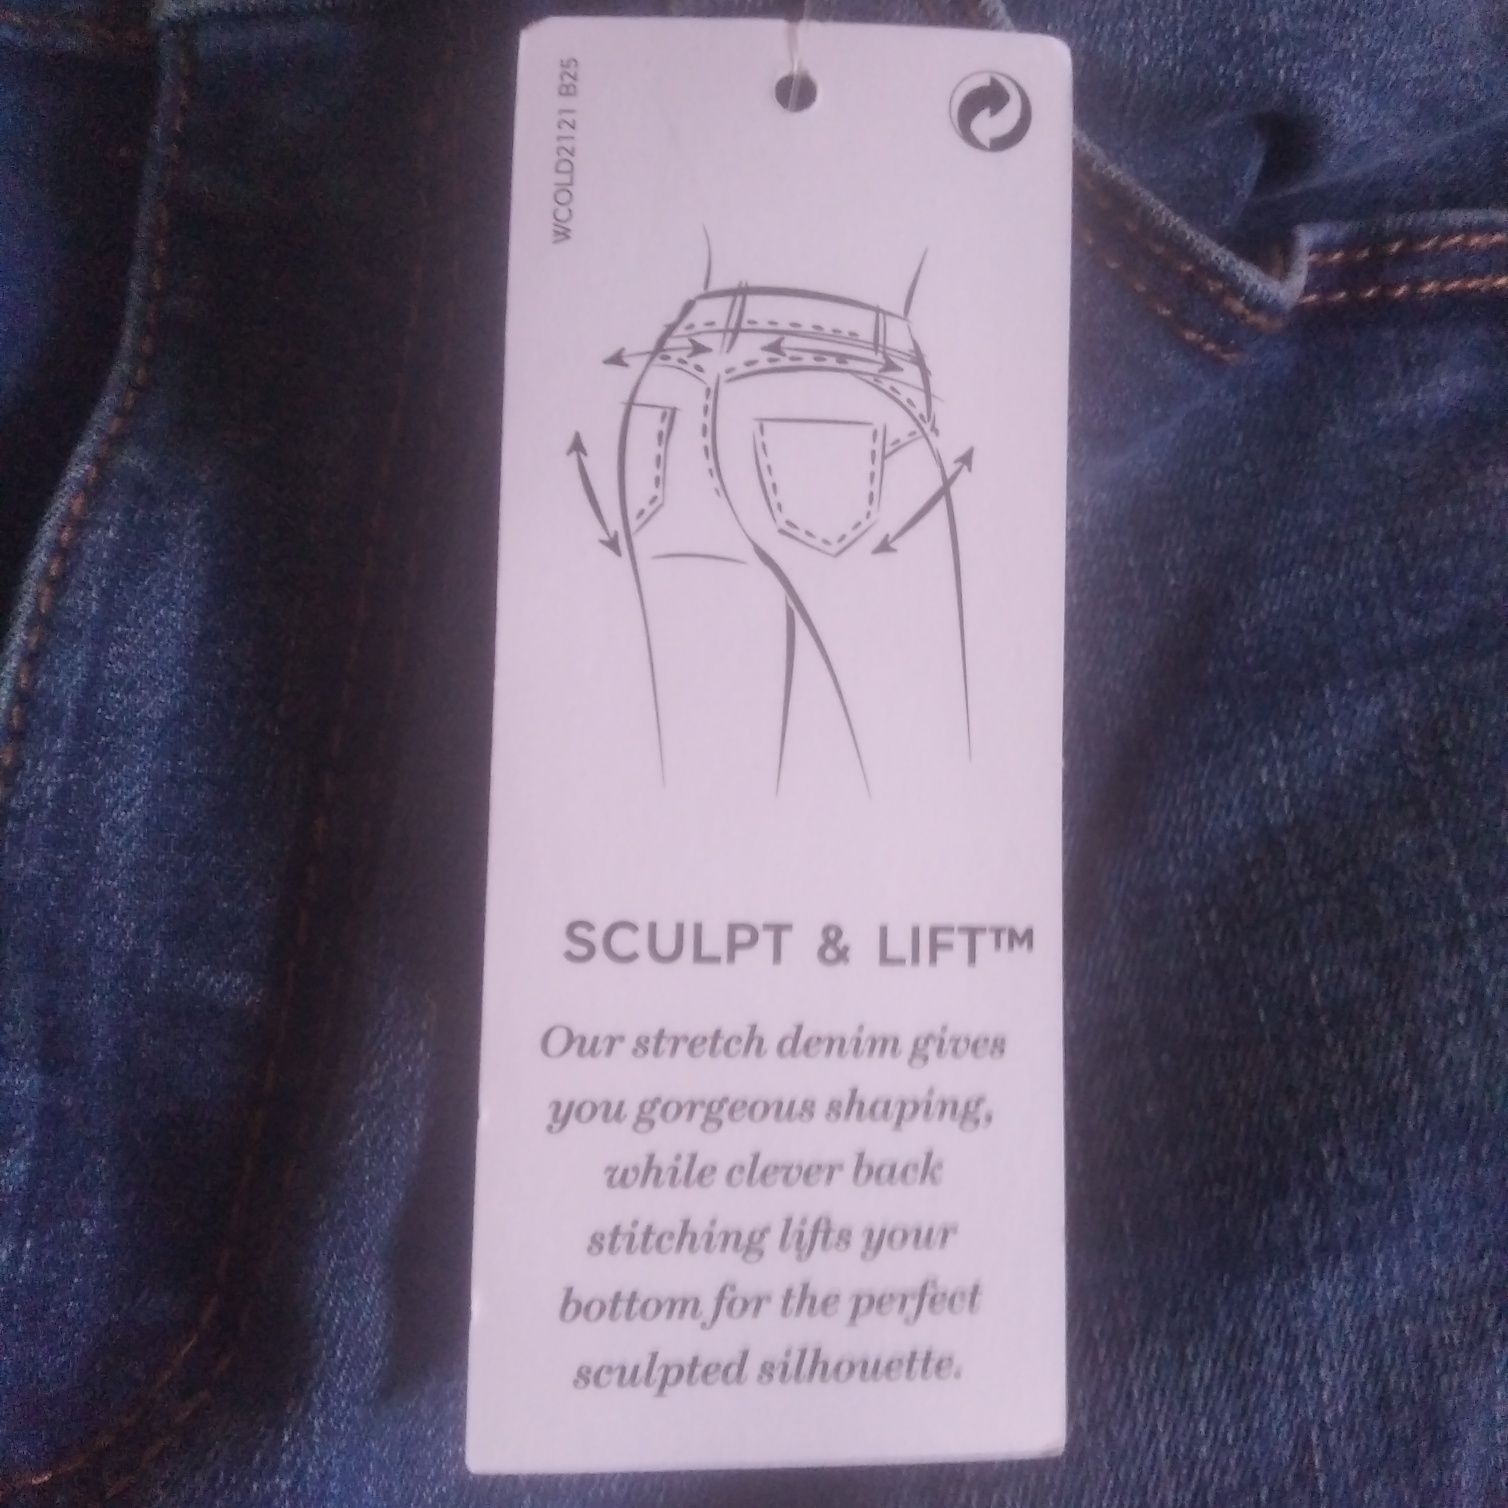 WCOLD2121 B25
SCULPT & LIFT™
Our stretch denim gives
you gorgeous shaping,
while clever back
stitching lifts your
bottom for the perfect
sculpted silhouette.